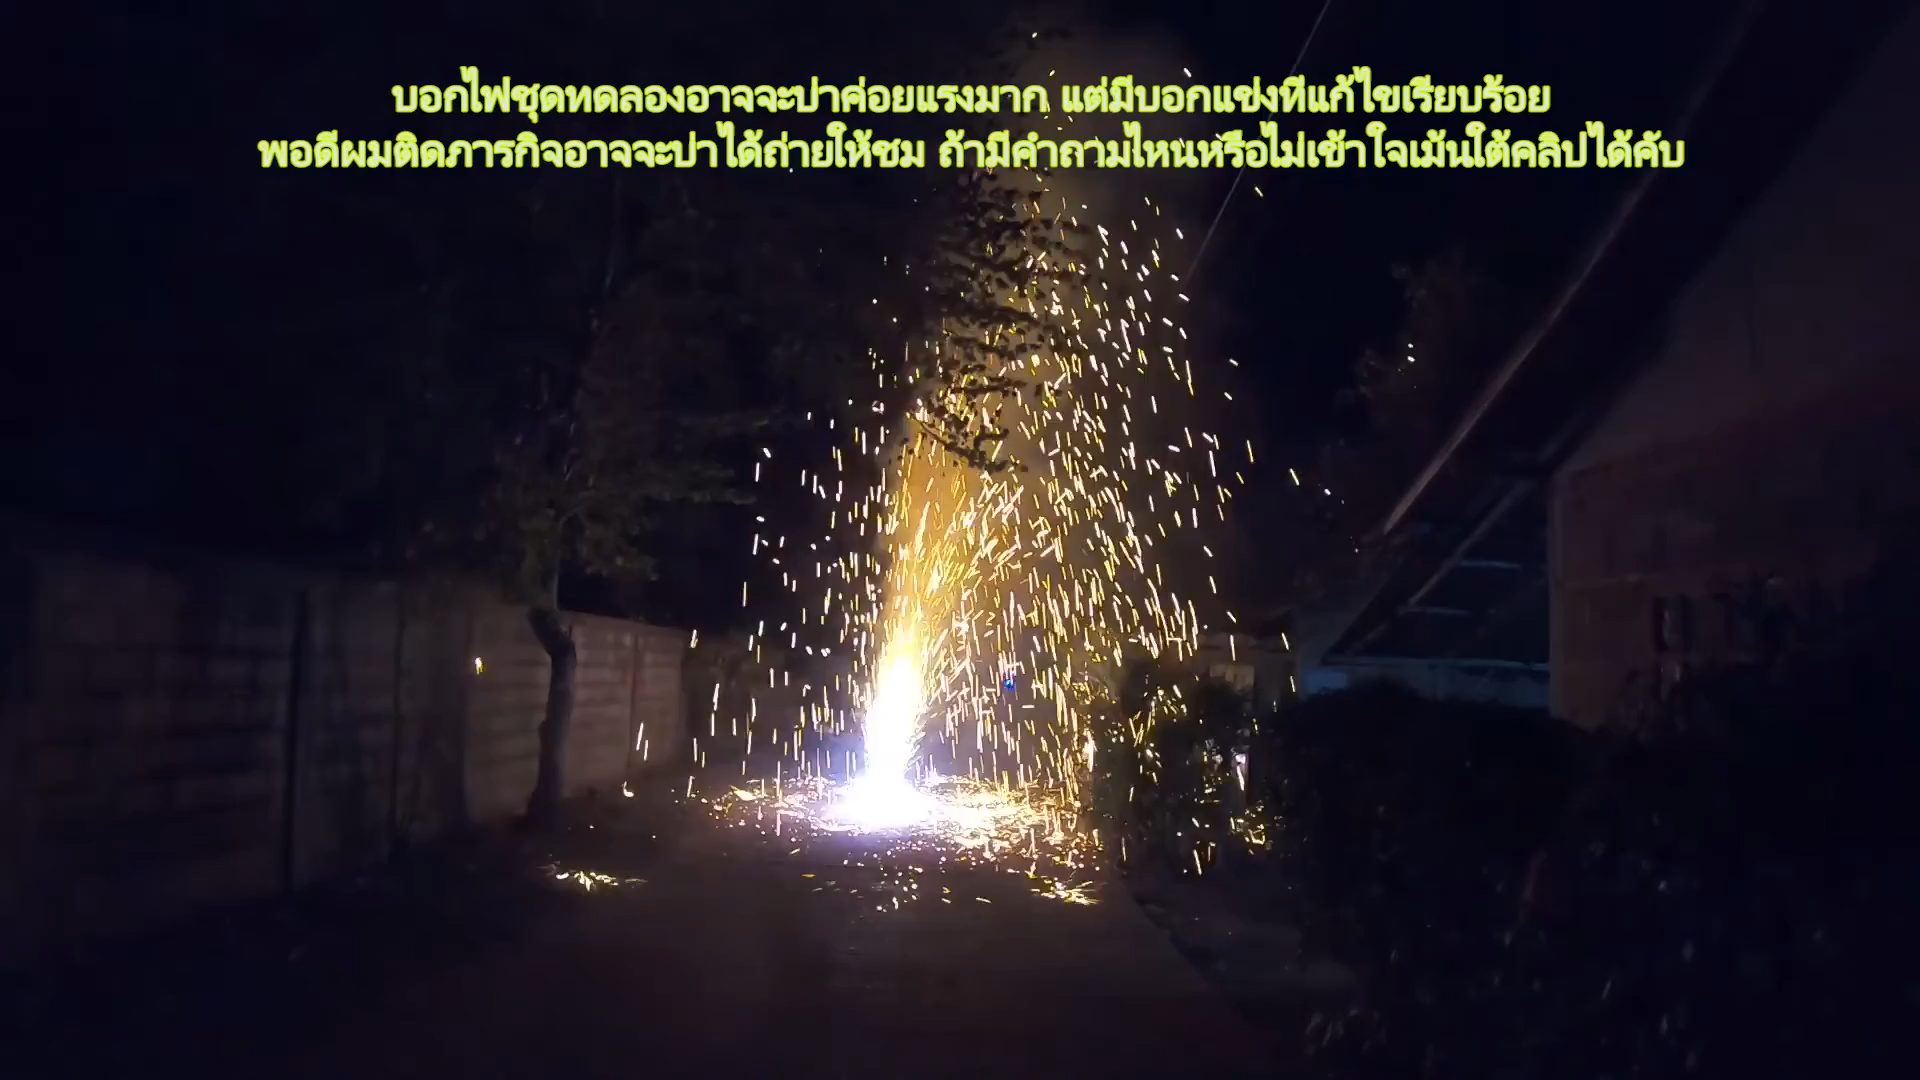 บอกไฟชุดทดลองอาจจะบ่าค่อยแรงมาก แต่มีบอกแข่งที่แก้ไขเรียบร้อย
พอดีผมติดภารกิจอาจจะบ่าได้ถ่ายให้ชม ถ้ามีคำถามไหนหรือไม่เข้าใจเม้นใต้คลิปได้คับ